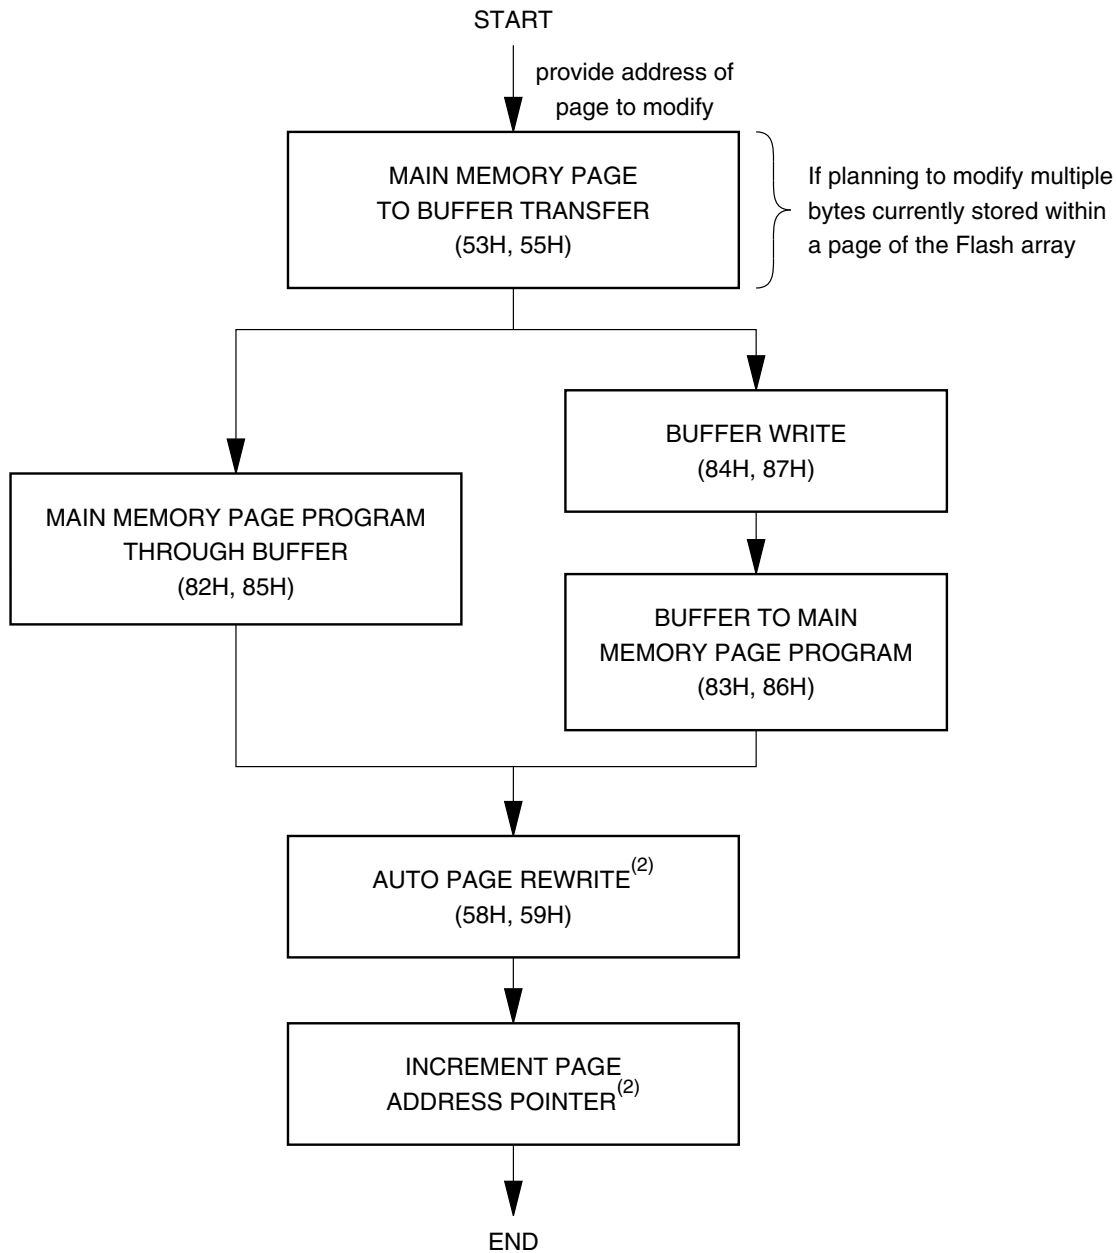 START
provide address of
page to modify
MAIN MEMORY PAGE
TO BUFFER TRANSFER
(53H, 55H)
If planning to modify multiple
bytes currently stored within
a page of the Flash array
MAIN MEMORY PAGE PROGRAM
THROUGH BUFFER
(82H, 85H)
BUFFER WRITE
(84H, 87H)
BUFFER TO MAIN
MEMORY PAGE PROGRAM
(83H, 86H)
AUTO PAGE REWRITE(2)
(58H, 59H)
INCREMENT PAGE
ADDRESS POINTER(2)
END